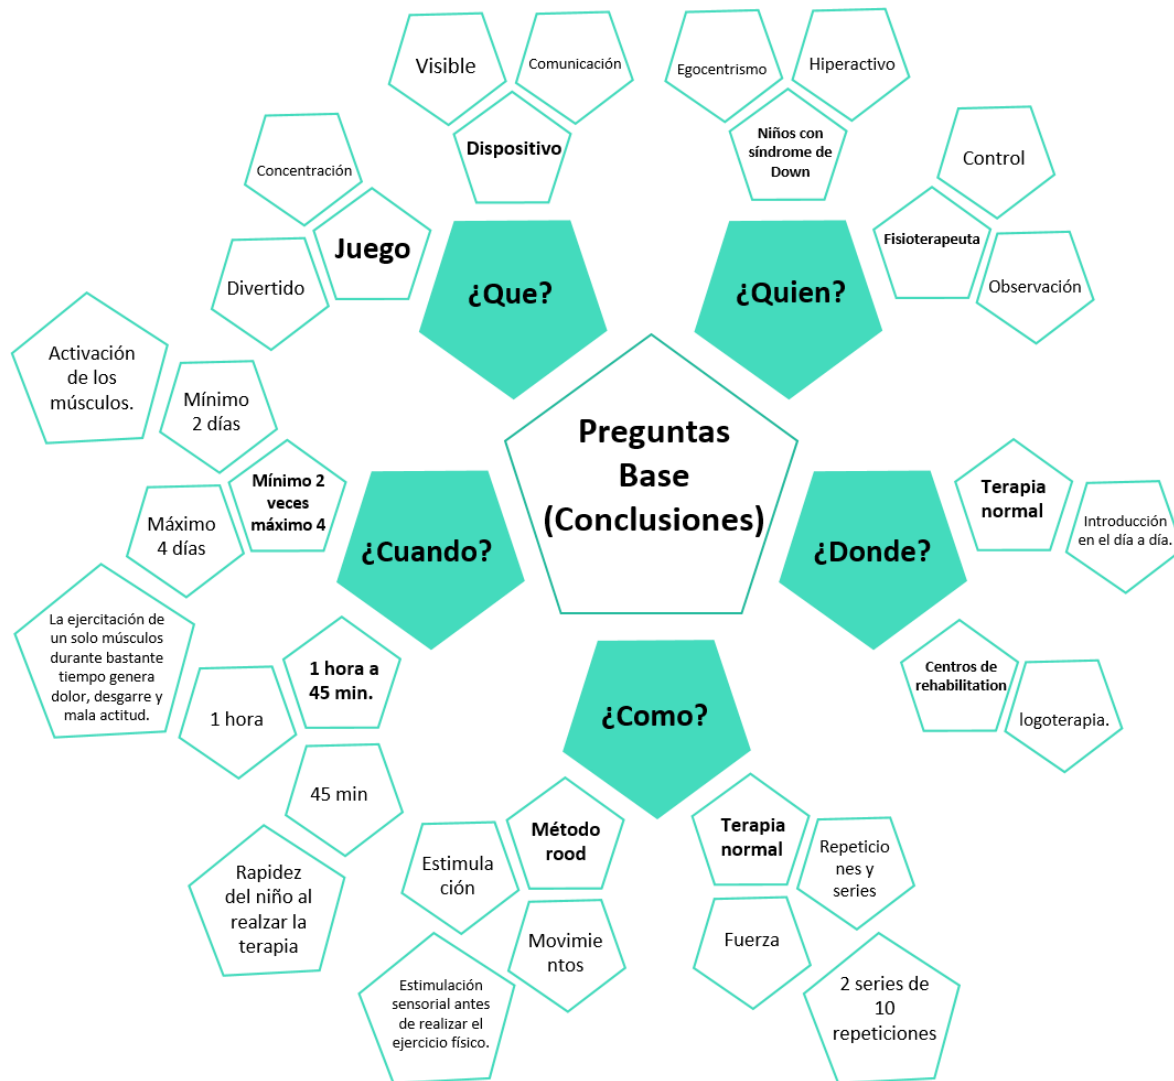 Visible
Comunicación
Dispositivo
Concentración
Juego
Divertido
¿Que?
Egocentrismo
Hiperactivo
Niños con
síndrome de
Down
Control
Fisioterapeuta
Observación
¿Quien?
Preguntas
Base
(Conclusiones)
Activación
de los
músculos.
Mínimo
2 días
Mínimo 2
veces
máximo 4
Máximo
4 días
¿Cuando?
La ejercitación de
un solo músculos
durante bastante
tiempo genera
dolor, desgarre y
mala actitud.
1 hora a
45 min.
1 hora
45 min
Rapidez
del niño al
realzar la
terapia
¿Donde?
Terapia
normal
Introducción
en el día a día.
Centros de
rehabilitation
logoterapia.
¿Como?
Método
rood
Estimula
ción
Movimie
ntos
Estimulación
sensorial antes
de realizar el
ejercicio físico.
Terapia
normal
Repeticio
nes y
series
Fuerza
2 series de
10
repeticiones